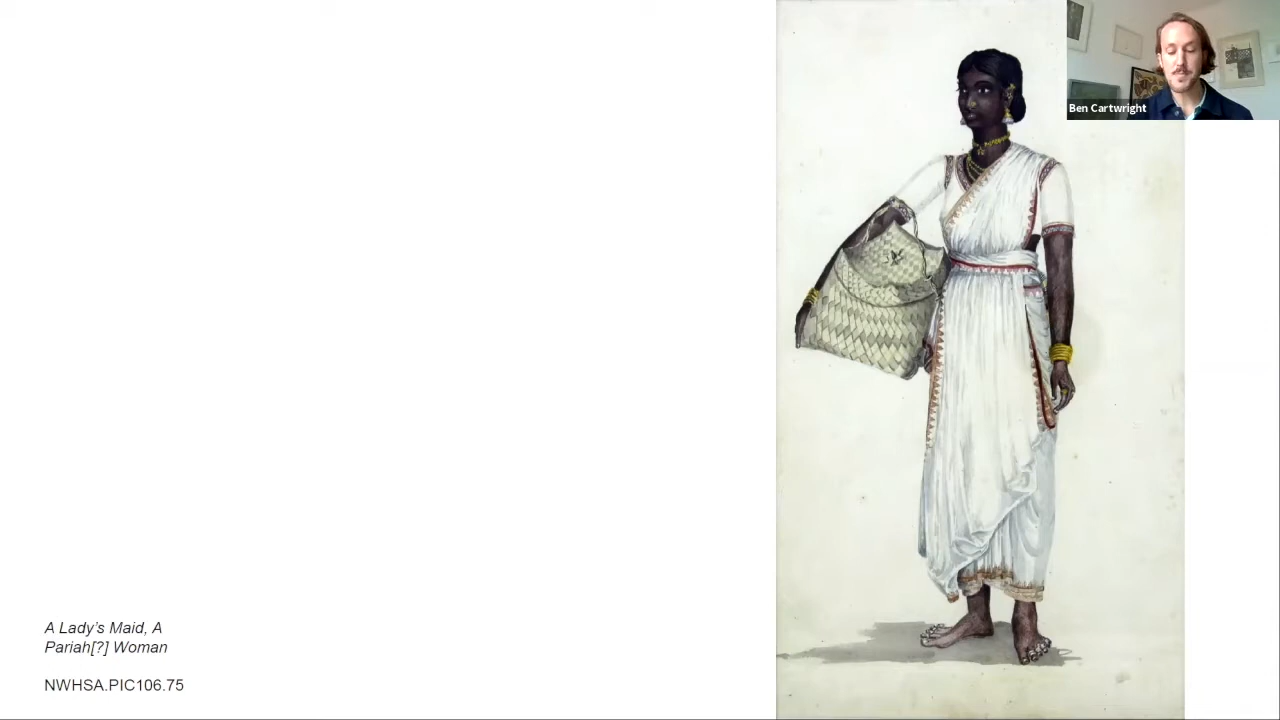 Ben Cartwright
A Lady’s Maid, A
Pariah[?] Woman
NWHSA.PIC106.75